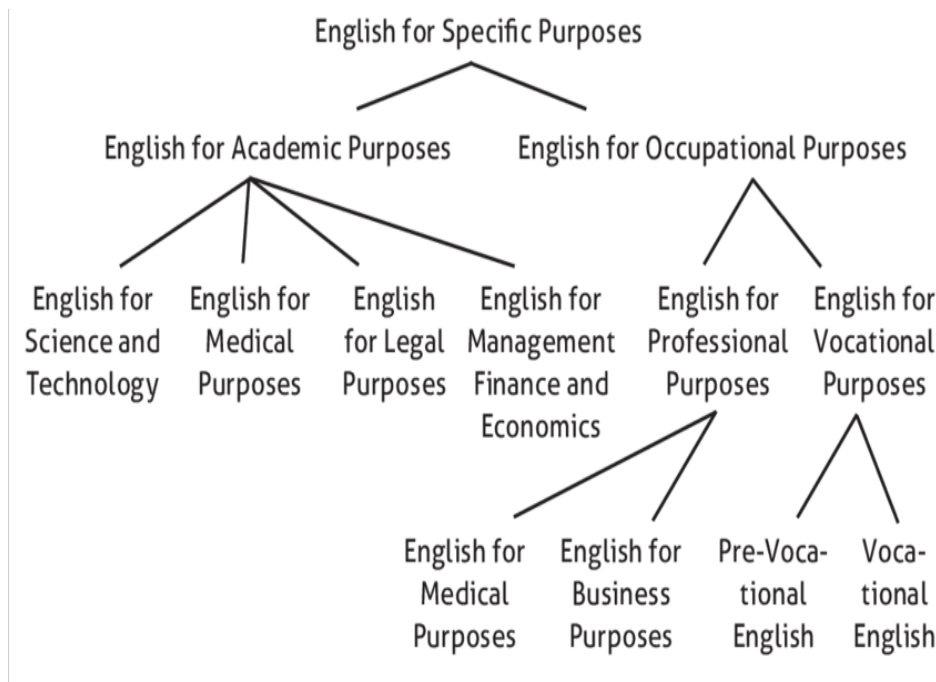 English for Specific Purposes
English for Academic Purposes
English for Occupational Purposes
English for
Science and
Technology
English for
Medical
Purposes
English
for Legal
Purposes
English for
Management
Finance and
Economics
English for
Professional
Purposes
English for
Vocational
Purposes
English for
Medical
Purposes
English for
Business
Purposes
Pre-Voca-
tional
English
Voca-
tional
English